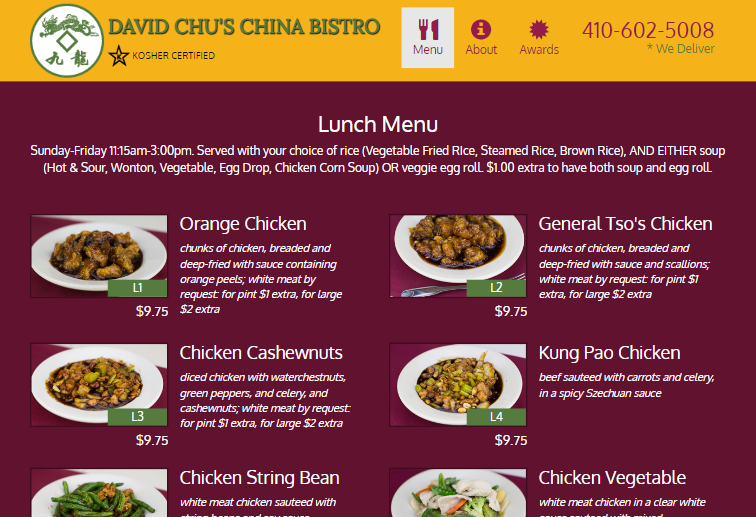 DAVID CHU'S CHINA BISTRO
KOSHER CERTIFIED
九龍
Menu
About
Awards
410-602-5008
* We Deliver
Lunch Menu
Sunday-Friday 11:15am-3:00pm. Served with your choice of rice (Vegetable Fried RIce, Steamed Rice, Brown Rice), AND EITHER soup
(Hot & Sour, Wonton, Vegetable, Egg Drop, Chicken Corn Soup) OR veggie egg roll. $1.00 extra to have both soup and egg roll.
Orange Chicken
chunks of chicken, breaded and
deep-fried with sauce containing
orange peels; white meat by
request: for pint $1 extra, for large
$2 extra
L1
$9.75
General Tso's Chicken
chunks of chicken, breaded and
deep-fried with sauce and scallions;
white meat by request: for pint $1
extra, for large $2 extra
L2
$9.75
Chicken Cashewnuts
diced chicken with waterchestnuts,
green peppers, and celery, and
cashewnuts; white meat by request:
for pint $1 extra, for large $2 extra
L3
$9.75
Kung Pao Chicken
beef sauteed with carrots and celery,
in a spicy Szechuan sauce
L4
$9.75
Chicken String Bean
white meat chicken sauteed with
Chicken Vegetable
white meat chicken in a clear white